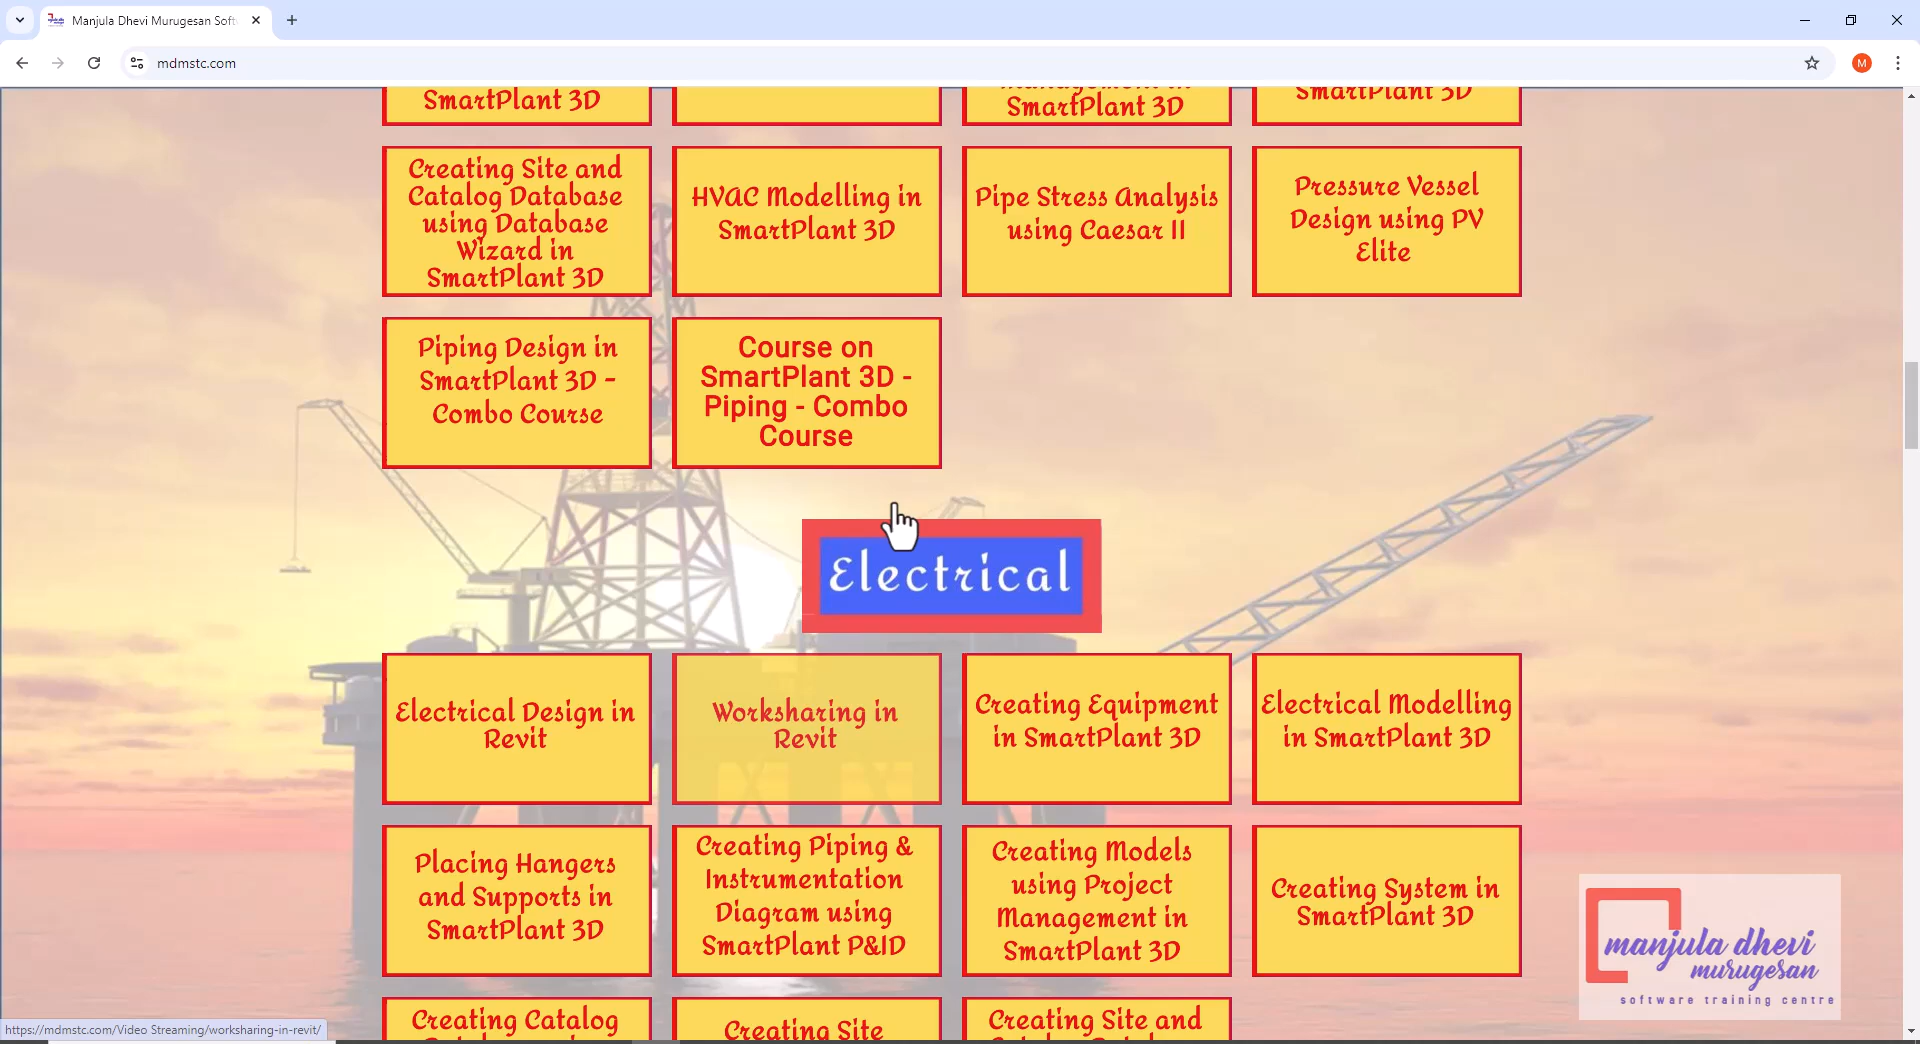 Manjula Dhevi Murugesan Soft
mdmstc.com
M
SmartPlant 3D
Management in
SmartPlant 3D
SmartPlant 3D
Creating Site and
Catalog Database
using Database
Wizard in
SmartPlant 3D
HVAC Modelling in
SmartPlant 3D
Pipe Stress Analysis
using Caesar II
Pressure Vessel
Design using PV
Elite
Piping Design in
SmartPlant 3D -
Combo Course
Course on
SmartPlant 3D -
Piping - Combo
Course
Electrical
Electrical Design in
Revit
Worksharing in
Revit
Creating Equipment
in SmartPlant 3D
Electrical Modelling
in SmartPlant 3D
Placing Hangers
and Supports in
SmartPlant 3D
Creating Piping &
Instrumentation
Diagram using
SmartPlant P&ID
Creating Models
using Project
Management in
SmartPlant 3D
Creating System in
SmartPlant 3D
Creating Catalog
Creating Site
Creating Site and
manjula dhevi
murugesan
software training centre
https://mdmstc.com/Video Streaming/worksharing-in-revit/